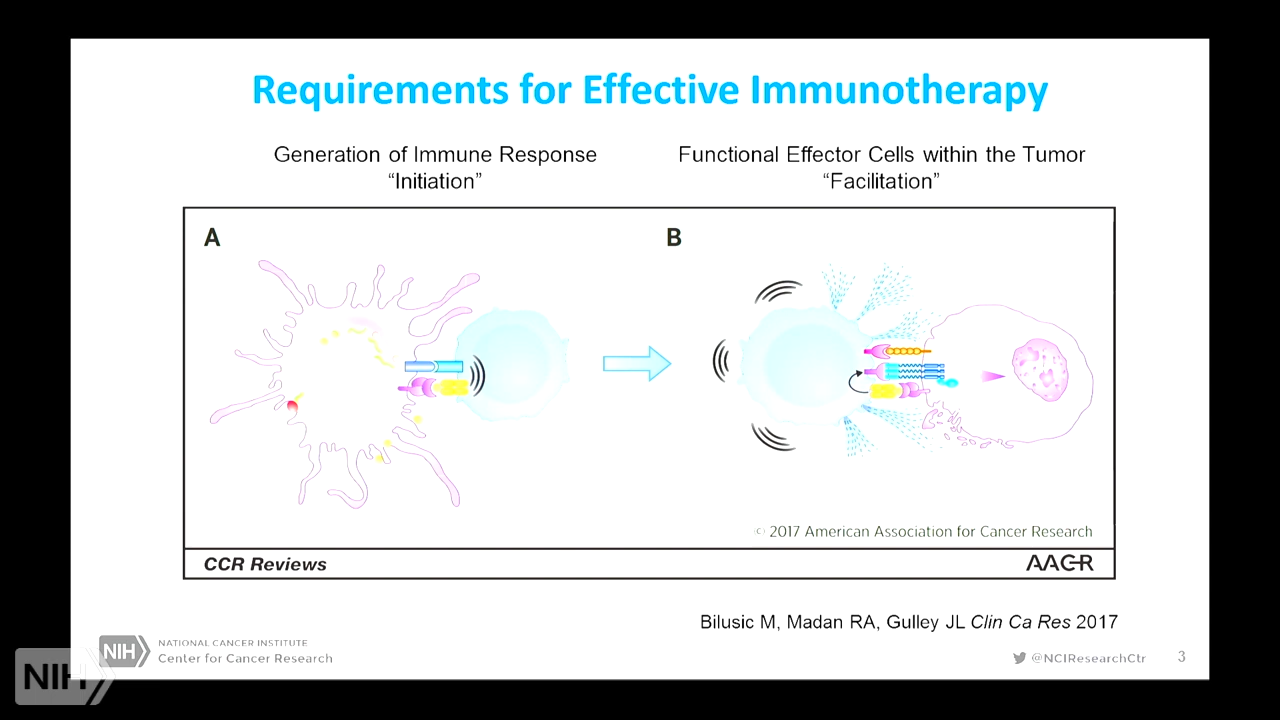 Requirements for Effective Immunotherapy
Generation of Immune Response
“Initiation”
Functional Effector Cells within the Tumor
“Facilitation”
A
B
© 2017 American Association for Cancer Research
CCR Reviews
AACR
Bilusic M, Madan RA, Gulley JL Clin Ca Res 2017
NIH
NATIONAL CANCER INSTITUTE
Center for Cancer Research
@NCIResearchCtr
3
NIH